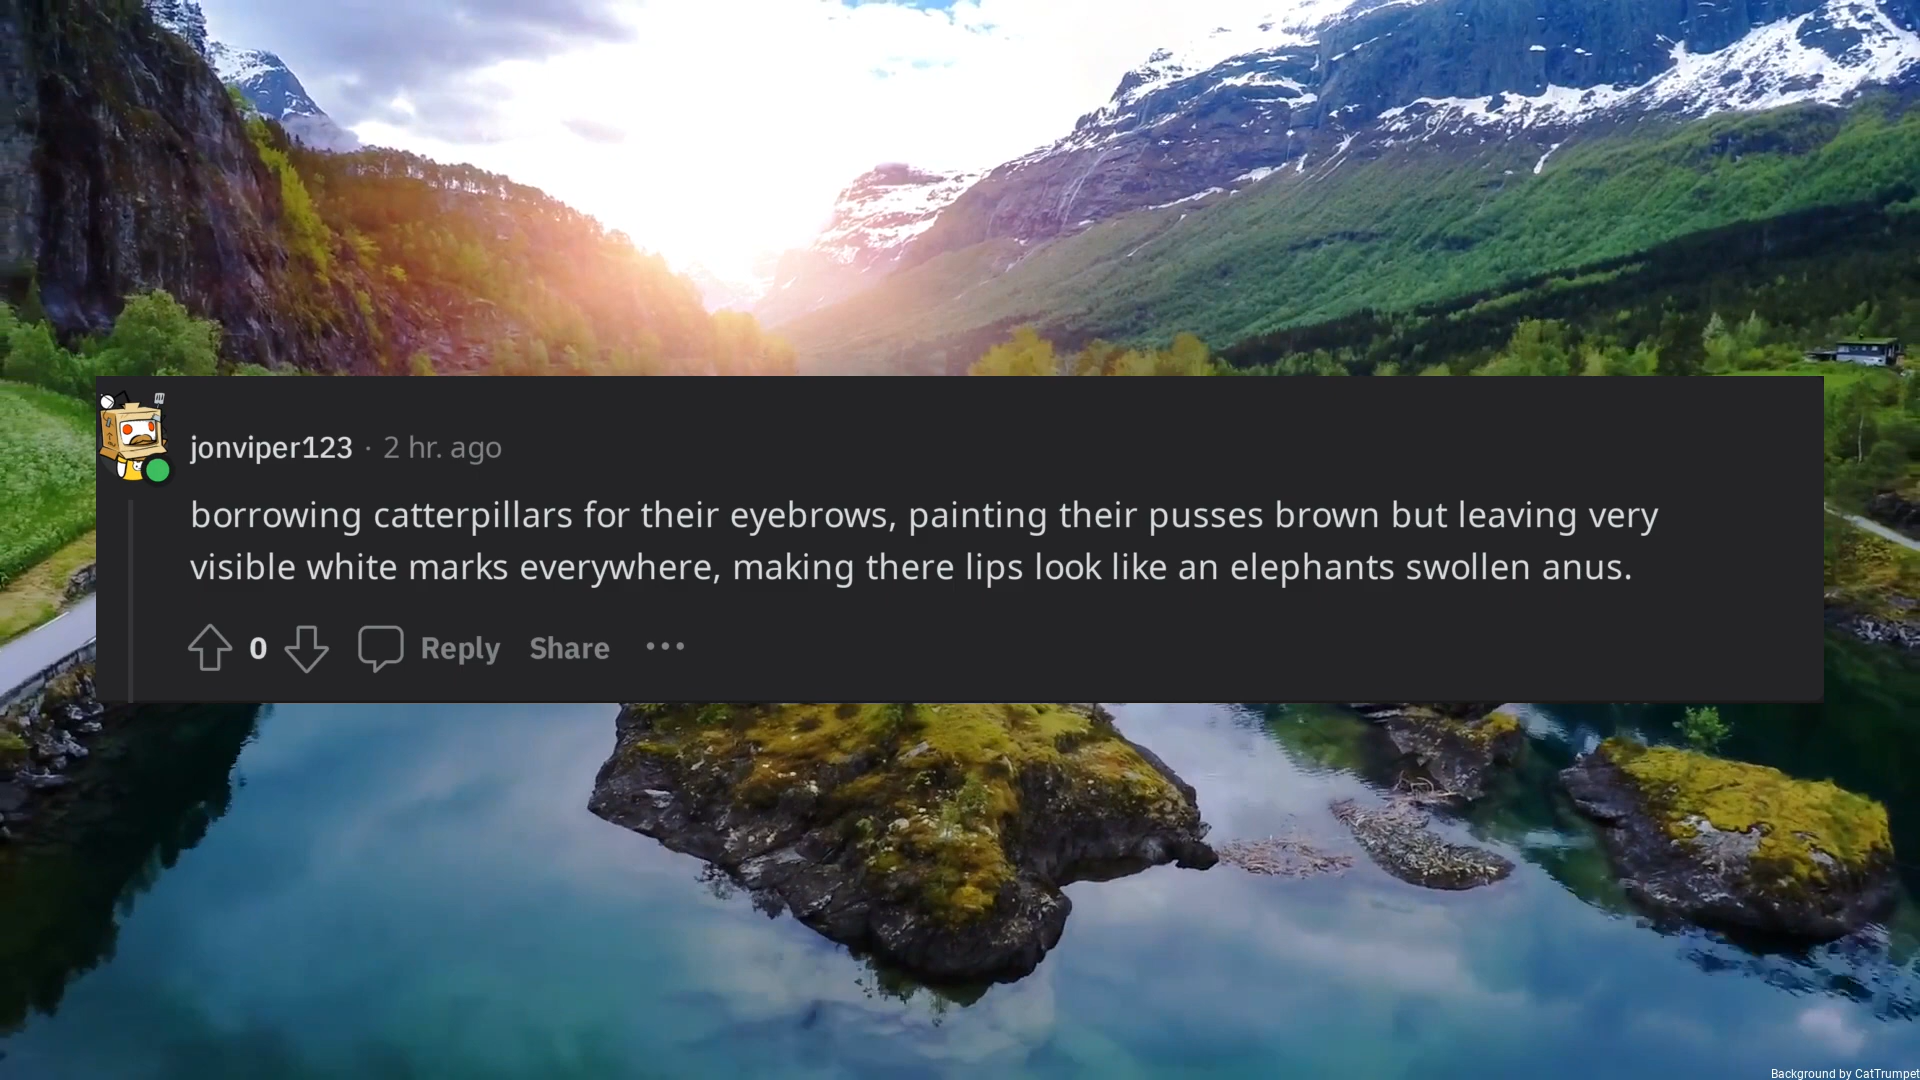 jonviper123 · 2 hr. ago
borrowing catterpillars for their eyebrows, painting their pusses brown but leaving very
visible white marks everywhere, making there lips look like an elephants swollen anus.
0 Reply Share ···
Background by CatTrumpet